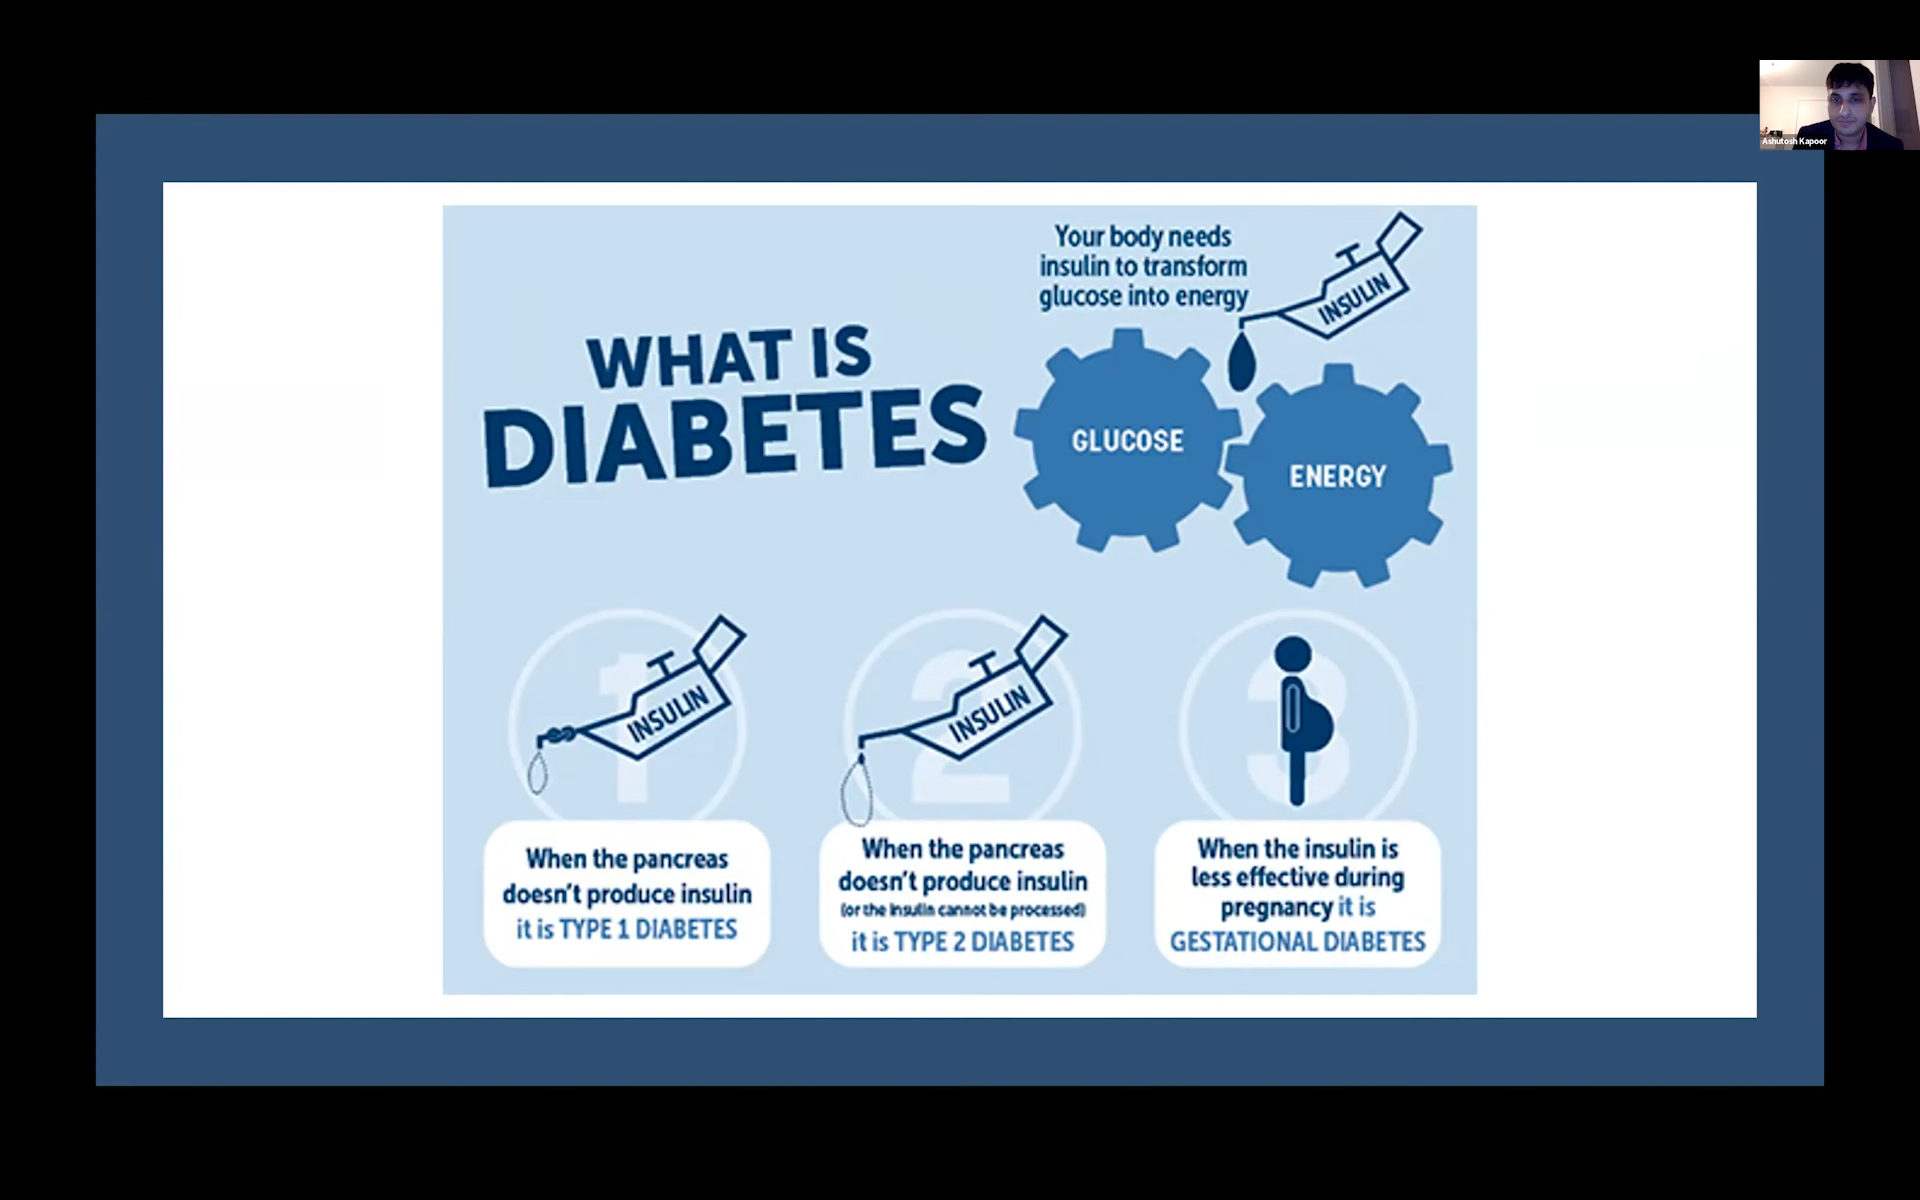 Ashutosh Kapoor
Your body needs
insulin to transform
glucose into energy
INSULIN
WHAT IS
DIABETES
GLUCOSE
ENERGY
1
INSULIN
2
INSULIN
3
When the pancreas
doesn't produce insulin
it is TYPE 1 DIABETES
When the pancreas
doesn't produce insulin
(or the insulin cannot be processed)
it is TYPE 2 DIABETES
When the insulin is
less effective during
pregnancy it is
GESTATIONAL DIABETES